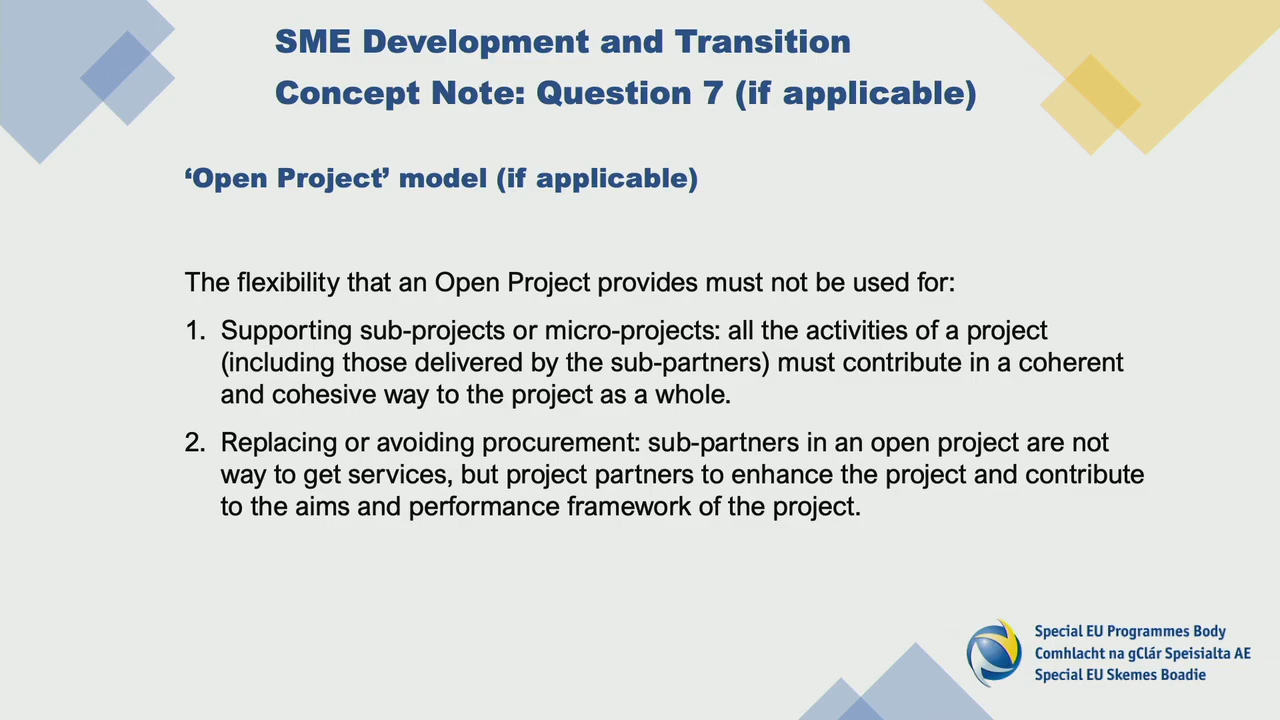 SME Development and Transition
Concept Note: Question 7 (if applicable)
‘Open Project’ model (if applicable)
The flexibility that an Open Project provides must not be used for:
1. Supporting sub-projects or micro-projects: all the activities of a project
(including those delivered by the sub-partners) must contribute in a coherent
and cohesive way to the project as a whole.
2. Replacing or avoiding procurement: sub-partners in an open project are not
way to get services, but project partners to enhance the project and contribute
to the aims and performance framework of the project.
Special EU Programmes Body
Comhlacht na gClár Speisialta AE
Special EU Skemes Boadie